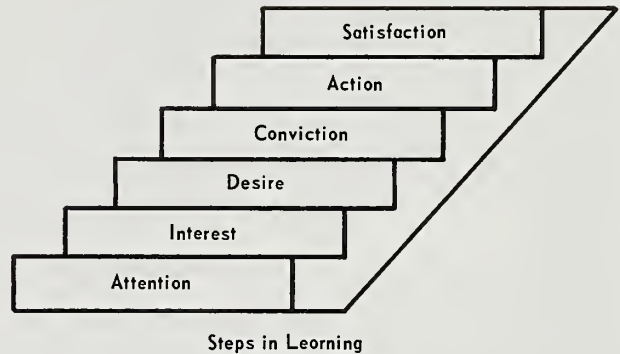 Satisfaction
Action
Conviction
Desire
Interest
Attention
Steps in Leorning